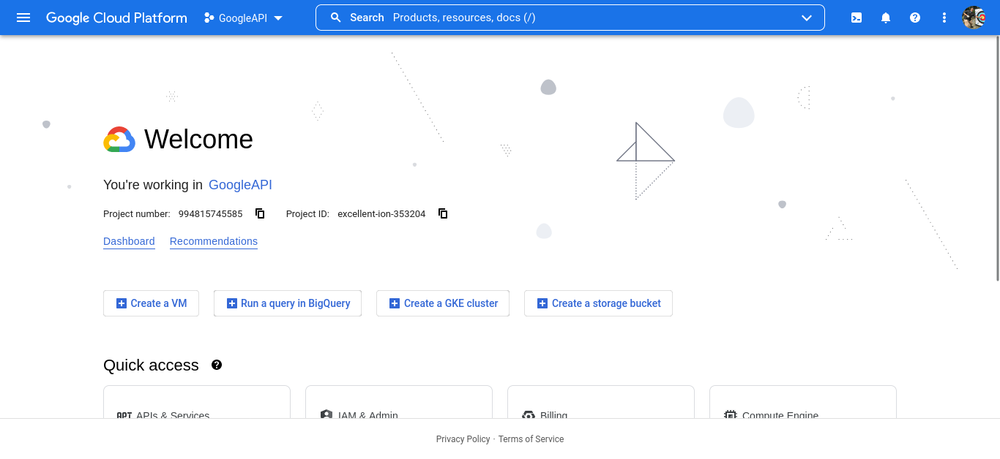 Google Cloud Platform GoogleAPI Search Products, resources, docs (/)
Welcome
You're working in GoogleAPI
Project number: 994815745585 Project ID: excellent-ion-353204
Dashboard Recommendations
Create a VM Run a query in BigQuery Create a GKE cluster Create a storage bucket
Quick access
API APIs & Services IAM & Admin Billing Compute Engine
Privacy Policy · Terms of Service